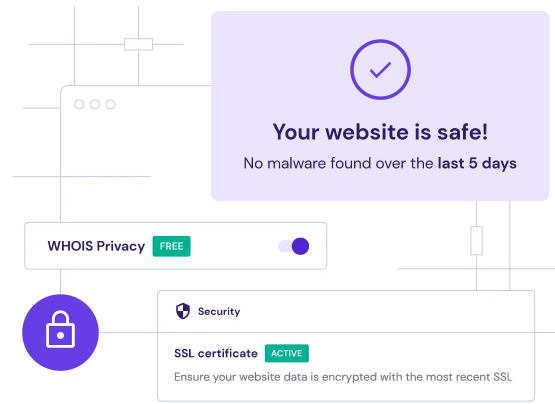 Your website is safe!
No malware found over the last 5 days
WHOIS Privacy FREE
Security
SSL certificate ACTIVE
Ensure your website data is encrypted with the most recent SSL